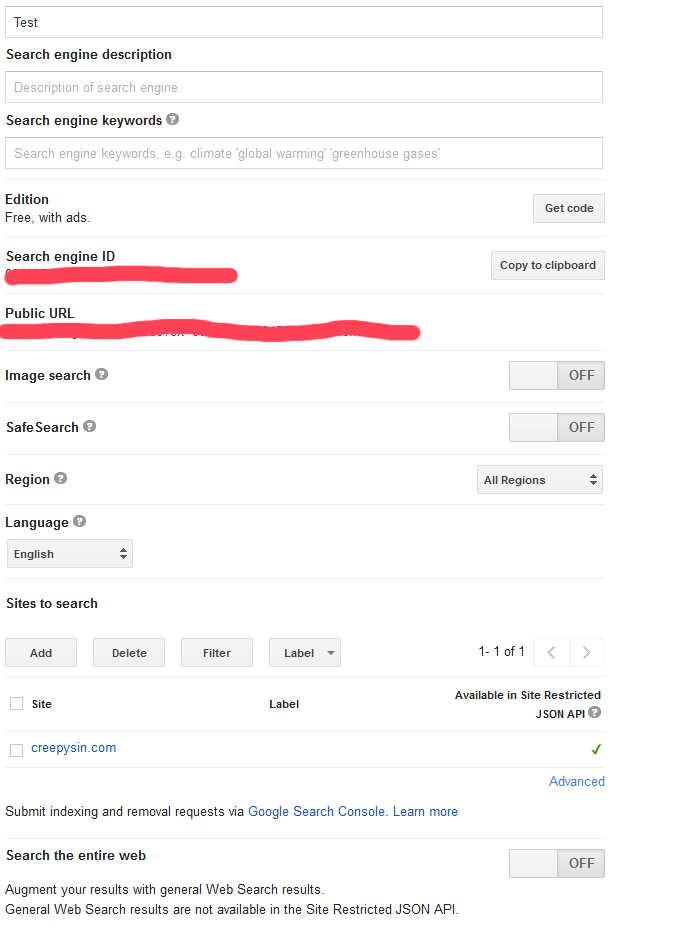 Test
Search engine description
Description of search engine.
Search engine keywords
Search engine keywords, e.g. climate 'global warming' 'greenhouse gases'
Edition
Free, with ads.
Get code
Search engine ID
Copy to clipboard
Public URL
Image search
OFF
SafeSearch
OFF
Region
All Regions
Language
English
Sites to search
Add Delete Filter Label 1- 1 of 1
Site Label Available in Site Restricted
JSON API
creepysin.com
Advanced
Submit indexing and removal requests via Google Search Console. Learn more
Search the entire web
OFF
Augment your results with general Web Search results.
General Web Search results are not available in the Site Restricted JSON API.